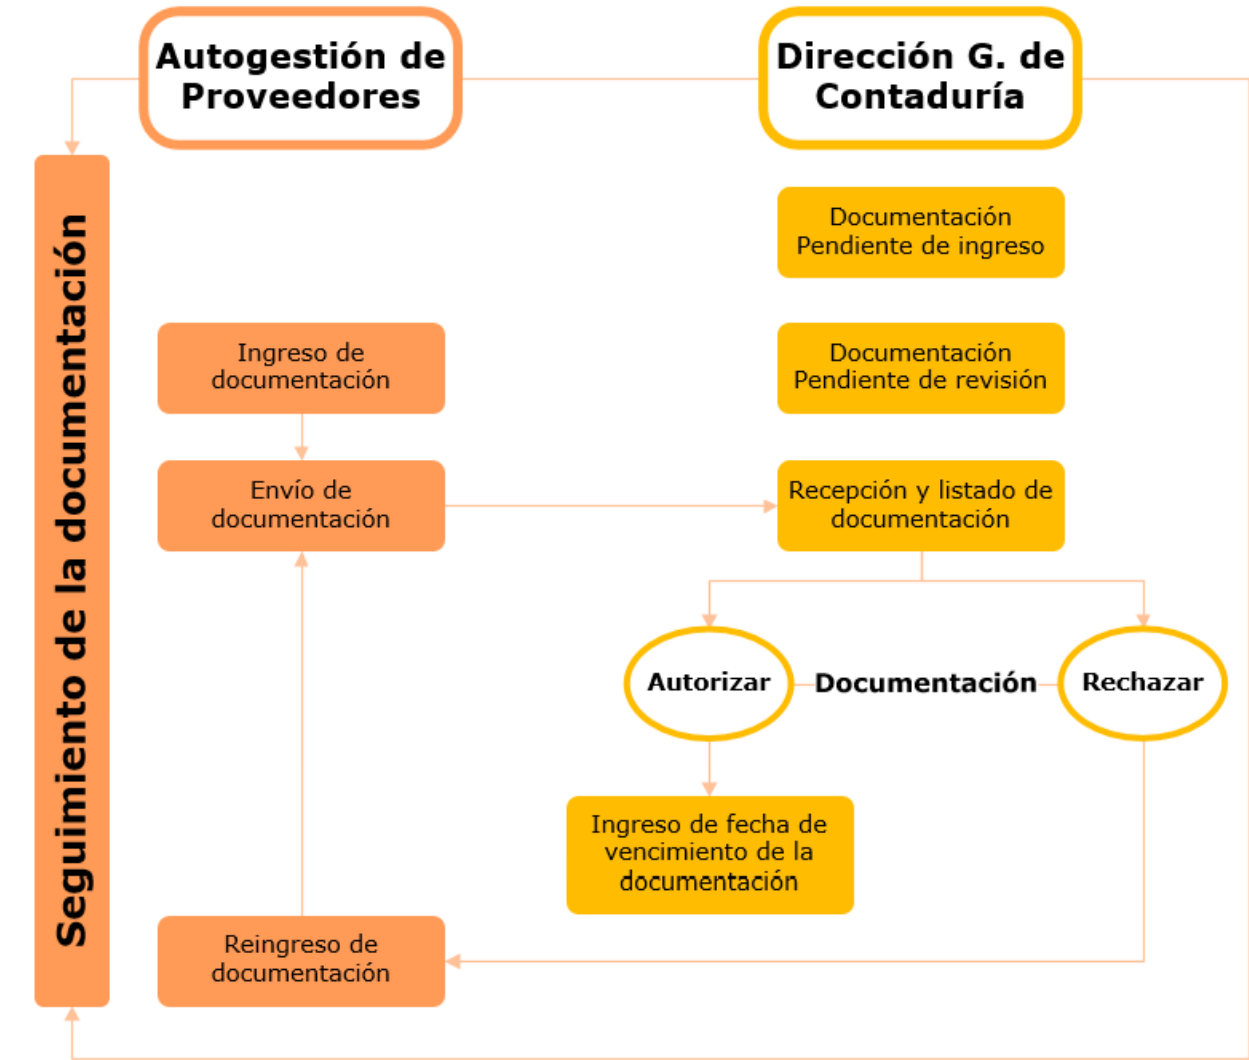 Autogestión de
Proveedores
Dirección G. de
Contaduría
Seguimiento de la documentación
Documentación
Pendiente de ingreso
Ingreso de
documentación
Documentación
Pendiente de revisión
Envío de
documentación
Recepción y listado de
documentación
Autorizar
Documentación
Rechazar
Ingreso de fecha de
vencimiento de la
documentación
Reingreso de
documentación